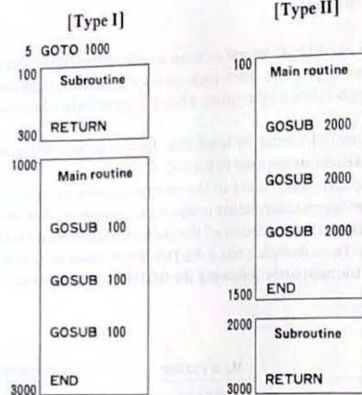 [Type I]
5 GOTO 1000
100
Subroutine
300
RETURN
1000
Main routine
GOSUB 100
GOSUB 100
GOSUB 100
END
3000
[Type II]
100
Main routine
GOSUB 2000
GOSUB 2000
GOSUB 2000
1500
END
2000
Subroutine
3000
RETURN